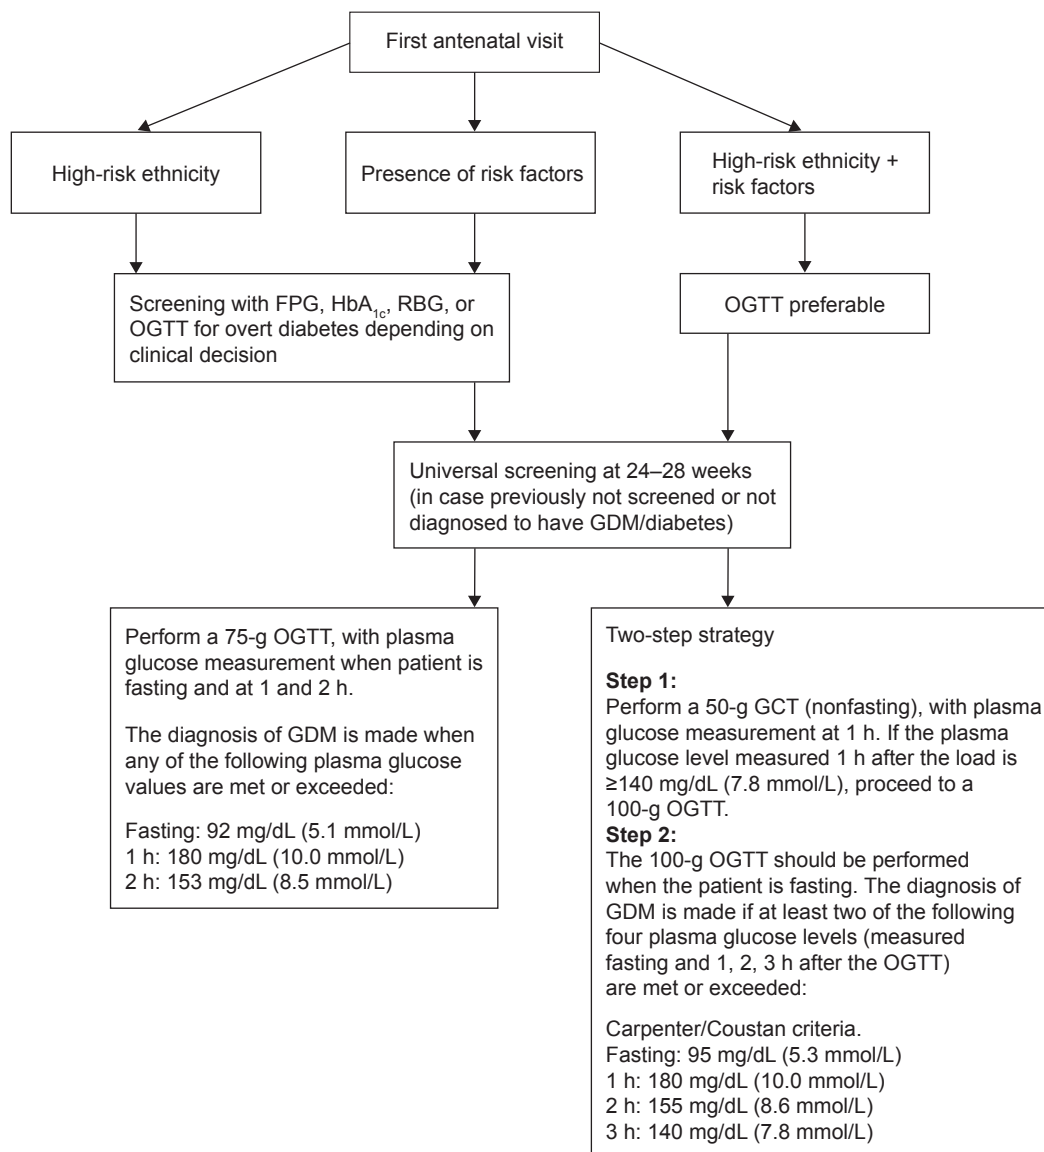 First antenatal visit
High-risk ethnicity
Presence of risk factors
High-risk ethnicity +
risk factors
Screening with FPG, HbA1c, RBG, or
OGTT for overt diabetes depending on
clinical decision
OGTT preferable
Universal screening at 24–28 weeks
(in case previously not screened or not
diagnosed to have GDM/diabetes)
Perform a 75-g OGTT, with plasma
glucose measurement when patient is
fasting and at 1 and 2 h.
The diagnosis of GDM is made when
any of the following plasma glucose
values are met or exceeded:
Fasting: 92 mg/dL (5.1 mmol/L)
1 h: 180 mg/dL (10.0 mmol/L)
2 h: 153 mg/dL (8.5 mmol/L)
Two-step strategy
Step 1:
Perform a 50-g GCT (nonfasting), with plasma
glucose measurement at 1 h. If the plasma
glucose level measured 1 h after the load is
≥140 mg/dL (7.8 mmol/L), proceed to a
100-g OGTT.
Step 2:
The 100-g OGTT should be performed
when the patient is fasting. The diagnosis of
GDM is made if at least two of the following
four plasma glucose levels (measured
fasting and 1, 2, 3 h after the OGTT)
are met or exceeded:
Carpenter/Coustan criteria.
Fasting: 95 mg/dL (5.3 mmol/L)
1 h: 180 mg/dL (10.0 mmol/L)
2 h: 155 mg/dL (8.6 mmol/L)
3 h: 140 mg/dL (7.8 mmol/L)